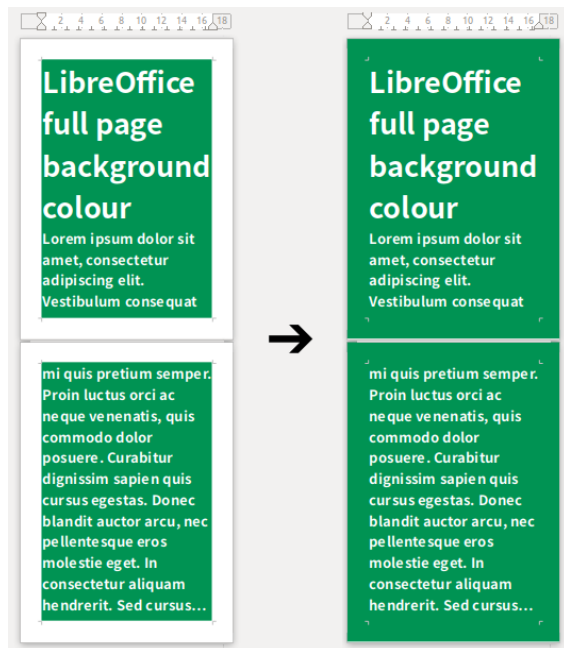 2 4 6 8 10 12 14 16 18
LibreOffice
full page
background
colour
Lorem ipsum dolor sit
amet, consectetur
adipiscing elit.
Vestibulum consequat
mi quis pretium semper.
Proin luctus orci ac
neque venenatis, quis
commodo dolor
posuere. Curabitur
dignissim sapien quis
cursus egestas. Donec
blandit auctor arcu, nec
pellentesque eros
molestie eget. In
consectetur aliquam
hendrerit. Sed cursus...
2 4 6 8 10 12 14 16 18
LibreOffice
full page
background
colour
Lorem ipsum dolor sit
amet, consectetur
adipiscing elit.
Vestibulum consequat
mi quis pretium semper.
Proin luctus orci ac
neque venenatis, quis
commodo dolor
posuere. Curabitur
dignissim sapien quis
cursus egestas. Donec
blandit auctor arcu, nec
pellentesque eros
molestie eget. In
consectetur aliquam
hendrerit. Sed cursus...